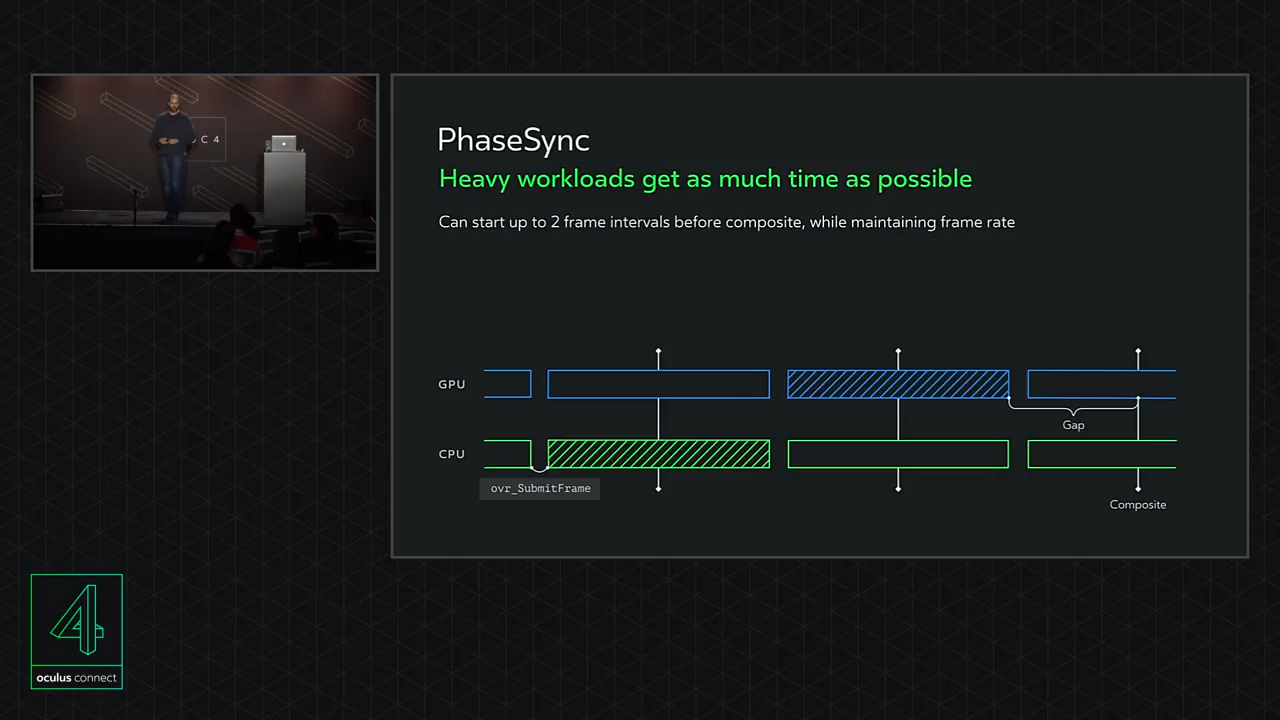 C 4
PhaseSync
Heavy workloads get as much time as possible
Can start up to 2 frame intervals before composite, while maintaining frame rate
GPU
Gap
CPU
ovr_SubmitFrame
Composite
4
oculus connect